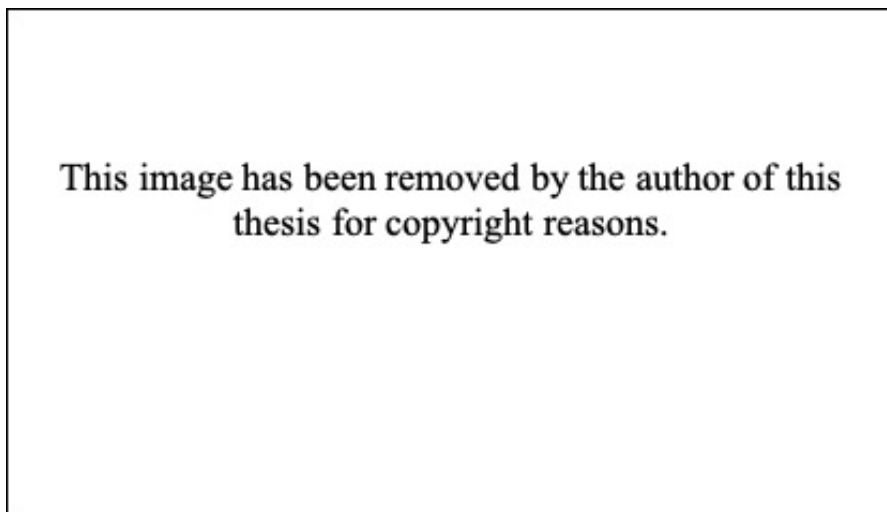 This image has been removed by the author of this
thesis for copyright reasons.